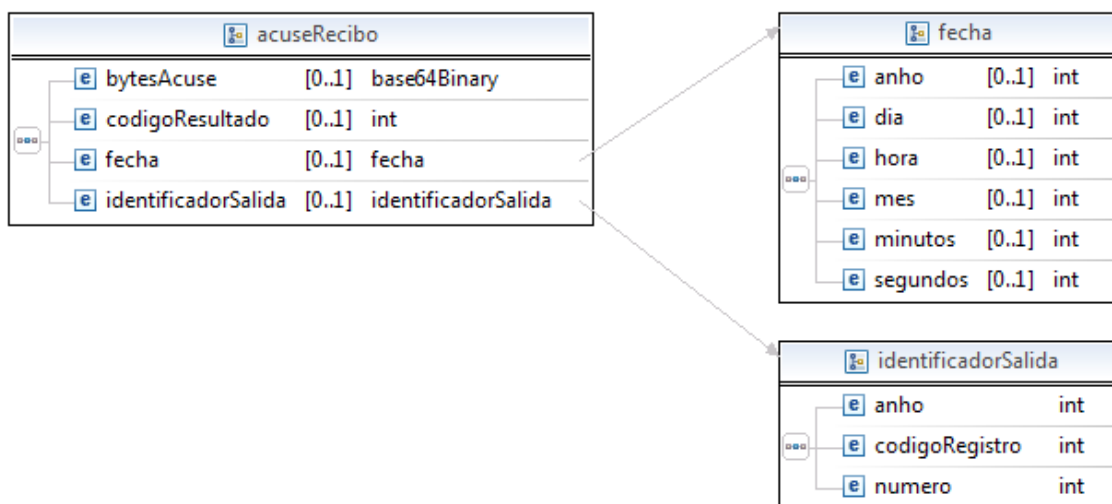 acuseRecibo
bytesAcuse [0..1] base64Binary
codigoResultado [0..1] int
fecha [0..1] fecha
identificadorSalida [0..1] identificadorSalida
fecha
anho [0..1] int
dia [0..1] int
hora [0..1] int
mes [0..1] int
minutos [0..1] int
segundos [0..1] int
identificadorSalida
anho int
codigoRegistro int
numero int